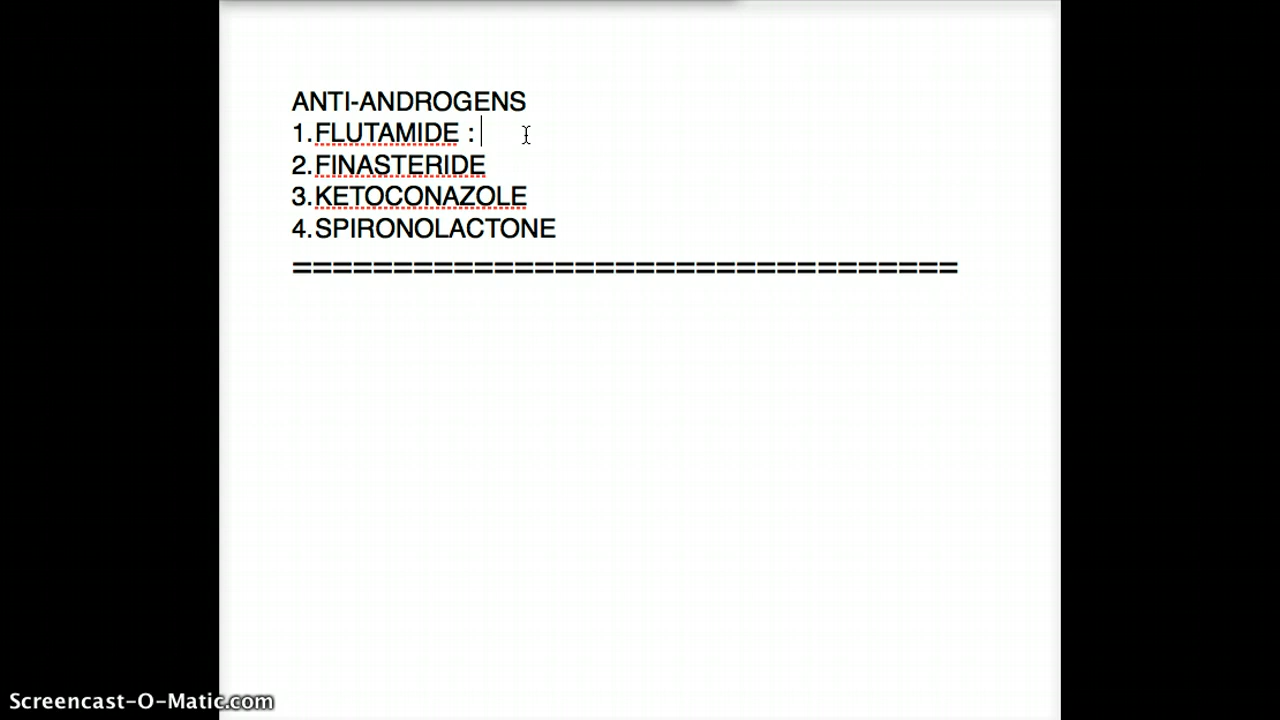 ANTI-ANDROGENS
1.FLUTAMIDE :
2.FINASTERIDE
3.KETOCONAZOLE
4.SPIRONOLACTONE
=================================
Screencast-O-Matic.com